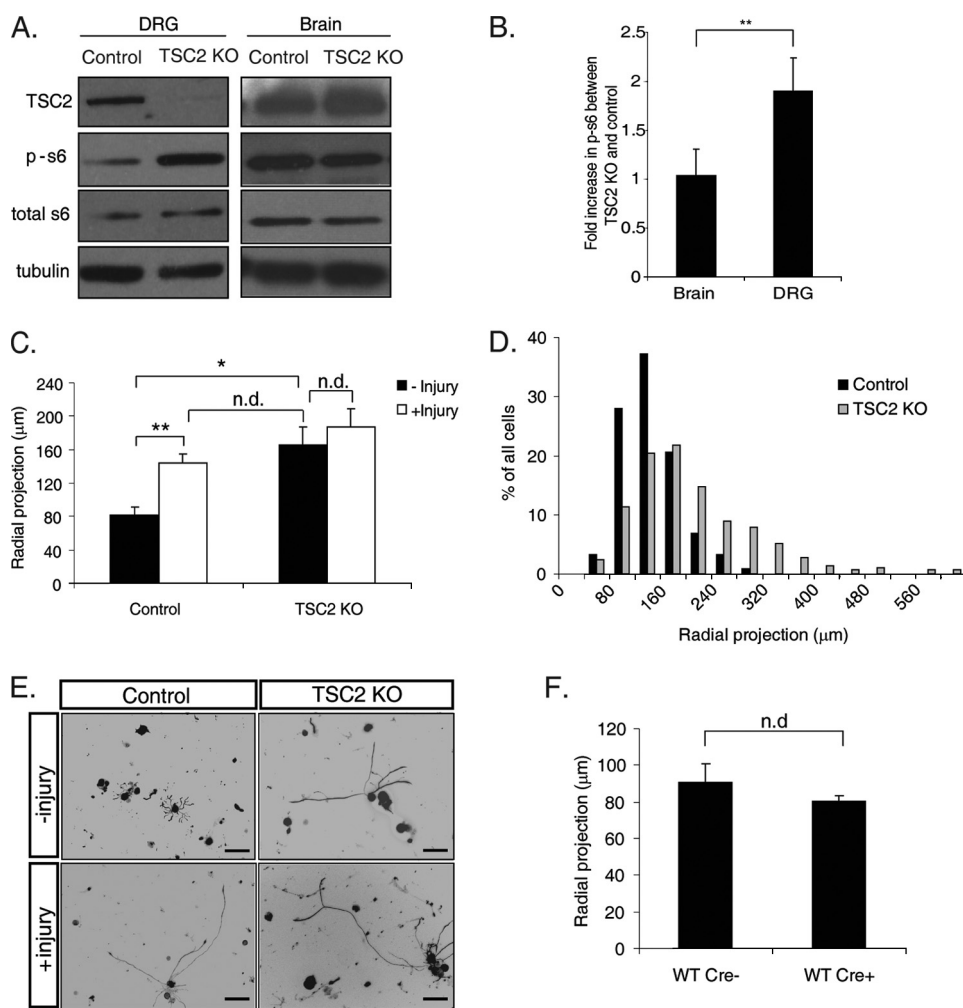 A.
DRG
Brain
Control TSC2 KO
Control TSC2 KO
TSC2
p-s6
total s6
tubulin
B.
**
Fold increase in p-s6 between
TSC2 KO and control
2.5
2
1.5
1
0.5
0
Brain DRG
C.
*
n.d.
n.d.
**
- Injury
+Injury
Radial projection (µm)
240
200
160
120
80
40
0
Control TSC2 KO
D.
Control
TSC2 KO
% of all cells
40
30
20
10
0
0 80 160 240 320 400 480 560
Radial projection (µm)
E.
Control TSC2 KO
-injury
+injury
F.
n.d
Radial projection (µm)
120
100
80
60
40
20
0
WT Cre- WT Cre+